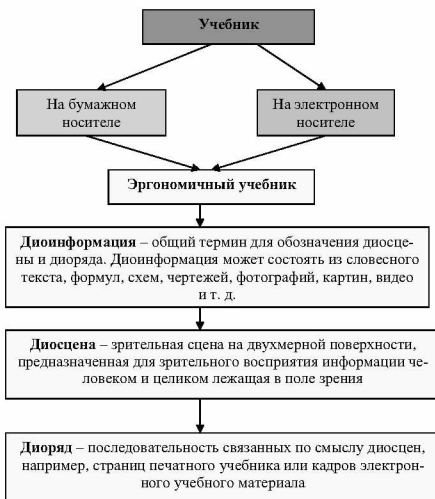 Учебник
На бумажном
носителе
На электронном
носителе
Эргономичный учебник
Диоинформация – общий термин для обозначения диосце-
ны и диоряда. Диоинформация может состоять из словесного
текста, формул, схем, чертежей, фотографий, картин, видео
и т. д.
Диосцена – зрительная сцена на двухмерной поверхности,
предназначенная для зрительного восприятия информации че-
ловеком и целиком лежащая в поле зрения
Диоряд – последовательность связанных по смыслу диосцен,
например, страниц печатного учебника или кадров электрон-
ного учебного материала